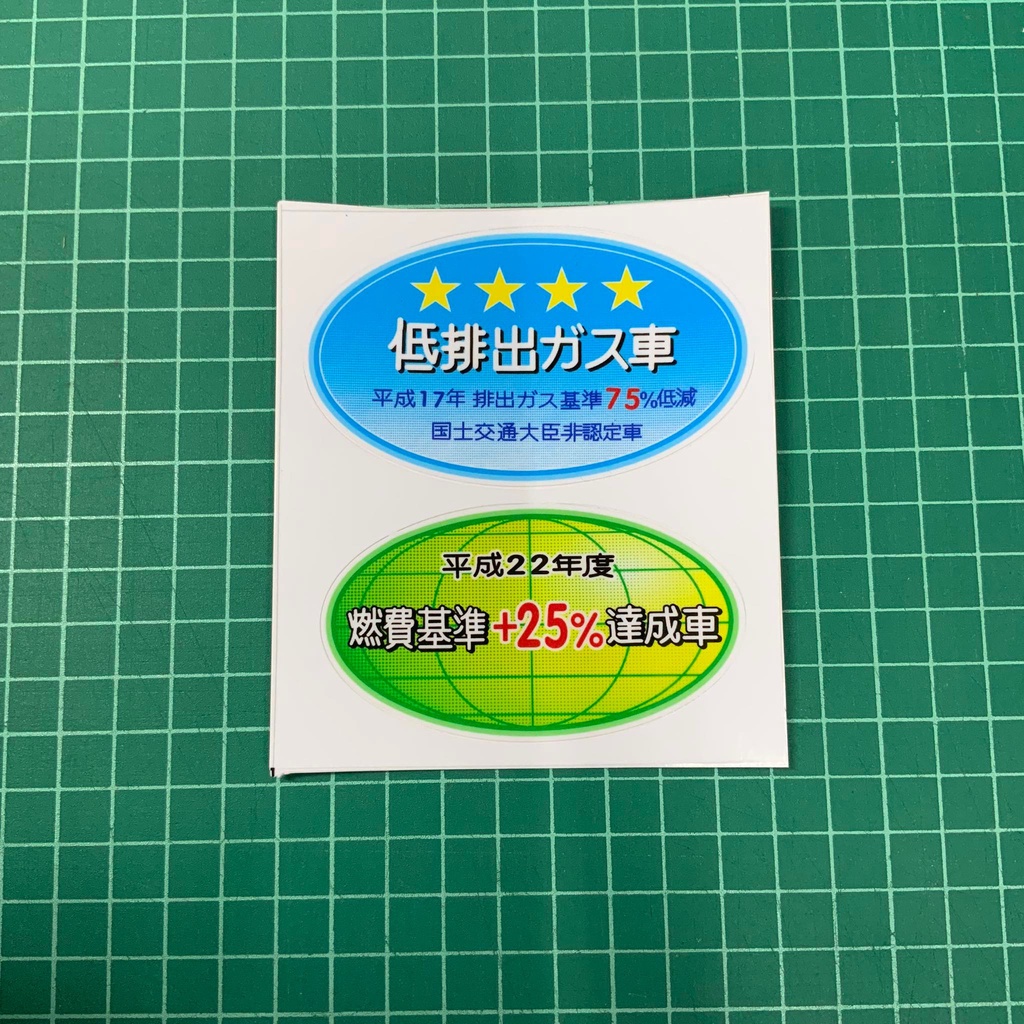 低排出ガス車
平成17年 排出ガス基準75%低減
国土交通大臣非認定車
平成22年度
燃費基準+25%達成車